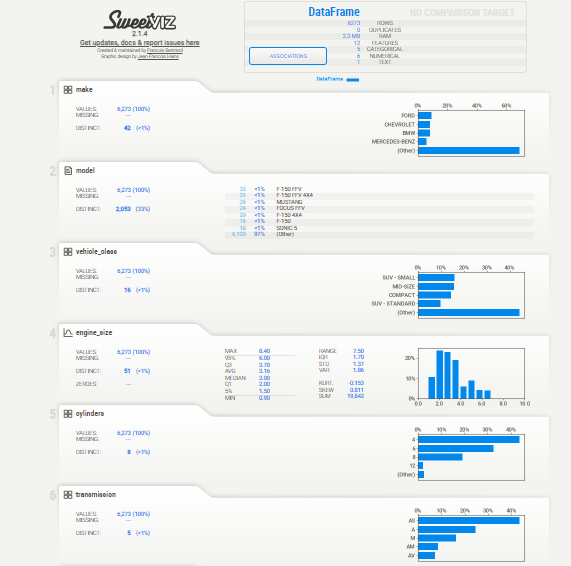 SweetVIZ
2.1.4
Get updates, docs & report issues here
Created & maintained by Francois Bertrand
Graphic design by Jean-Francois Hains
DataFrame
NO COMPARISON TARGET
6273 ROWS
0 DUPLICATES
2.3 MB RAM
12 FEATURES
5 CATEGORICAL
6 NUMERICAL
1 TEXT
ASSOCIATIONS
DataFrame
1 make
VALUES: 6,273 (100%)
MISSING: ---
DISTINCT: 42 (<1%)
0% 20% 40% 60%
FORD
CHEVROLET
BMW
MERCEDES-BENZ
(Other)
2 model
VALUES: 6,273 (100%)
MISSING: ---
DISTINCT: 2,053 (33%)
32 <1% F-150 FFV
31 <1% F-150 FFV 4X4
26 <1% MUSTANG
24 <1% FOCUS FFV
20 <1% F-150 4X4
19 <1% F-150
18 <1% SONIC 5
6,103 97% (Other)
3 vehicle_class
VALUES: 6,273 (100%)
MISSING: ---
DISTINCT: 16 (<1%)
0% 10% 20% 30% 40%
SUV - SMALL
MID-SIZE
COMPACT
SUV - STANDARD
(Other)
4 engine_size
VALUES: 6,273 (100%)
MISSING: ---
DISTINCT: 51 (<1%)
ZEROES: ---
MAX 8.40
95% 6.00
Q3 3.70
AVG 3.16
MEDIAN 3.00
Q1 2.00
5% 1.50
MIN 0.90
RANGE 7.50
IQR 1.70
STD 1.37
VAR 1.86
KURT. -0.153
SKEW 0.811
SUM 19,842
20%
10%
0%
0.0 2.0 4.0 6.0 8.0 10.0
5 cylinders
VALUES: 6,273 (100%)
MISSING: ---
DISTINCT: 8 (<1%)
0% 10% 20% 30% 40%
4
6
8
12
(Other)
6 transmission
VALUES: 6,273 (100%)
MISSING: ---
DISTINCT: 5 (<1%)
0% 10% 20% 30% 40%
AS
A
M
AM
AV